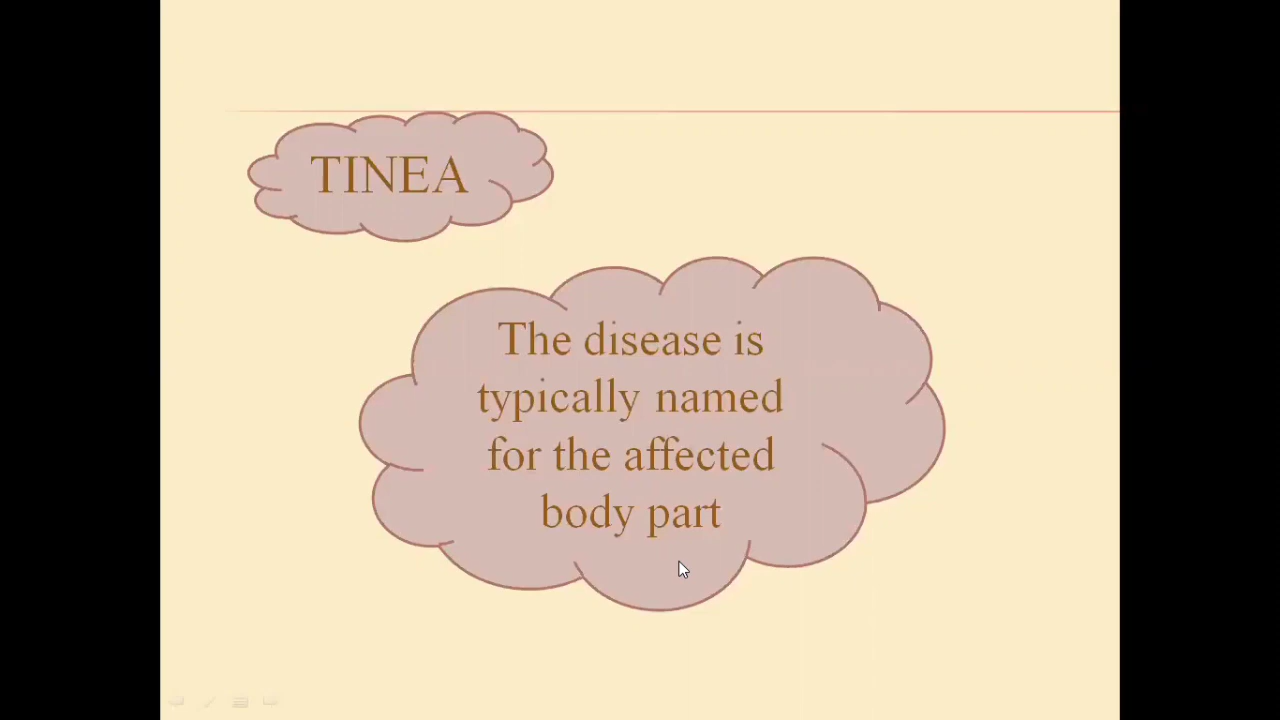 TINEA
The disease is
typically named
for the affected
body part